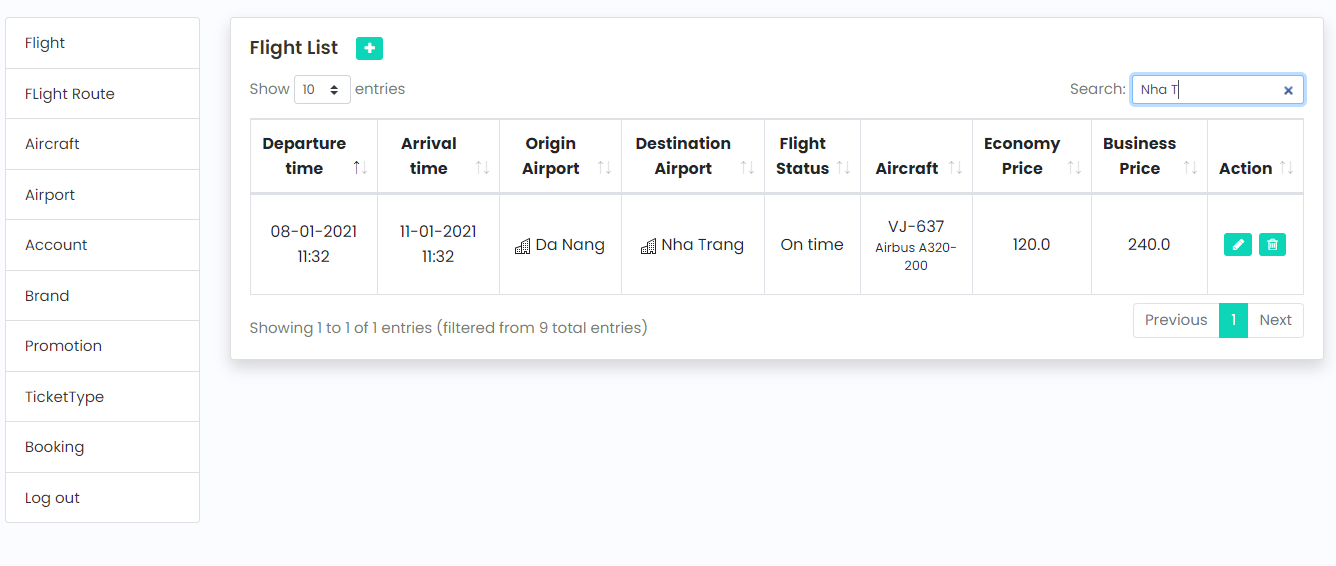 Flight
FLight Route
Aircraft
Airport
Account
Brand
Promotion
TicketType
Booking
Log out
Flight List
Show 10 entries
Search: Nha T
Departure time
Arrival time
Origin Airport
Destination Airport
Flight Status
Aircraft
Economy Price
Business Price
Action
08-01-2021
11:32
11-01-2021
11:32
Da Nang
Nha Trang
On time
VJ-637
Airbus A320-
200
120.0
240.0
Showing 1 to 1 of 1 entries (filtered from 9 total entries)
Previous 1 Next